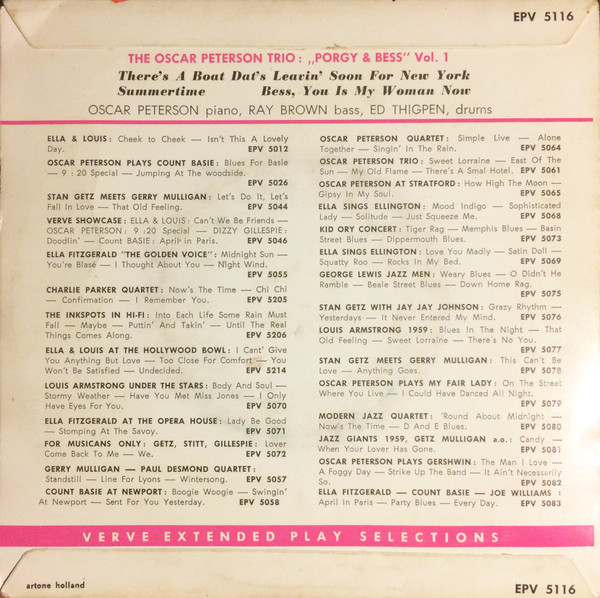 EPV 5116
THE OSCAR PETERSON TRIO: „PORGY & BESS" Vol. 1
There's A Boat Dat's Leavin' Soon For New York
Summertime Bess, You Is My Woman Now
OSCAR PETERSON piano, RAY BROWN bass, ED THIGPEN, drums
ELLA & LOUIS: Cheek to Cheek — Isn't This A Lovely
Day. EPV 5012
OSCAR PETERSON PLAYS COUNT BASIE: Blues For Basie
— 9 : 20 Special — Jumping At The woodside.
EPV 5026
STAN GETZ MEETS GERRY MULLIGAN: Let's Do It, Let's
Fall In Love — That Old Feeling. EPV 5044
VERVE SHOWCASE: ELLA & LOUIS: Can't We Be Friends —
OSCAR PETERSON: 9 : 20 Special — DIZZY GILLESPIE:
Doodlin' — Count BASIE: April in Paris. EPV 5046
ELLA FITZGERALD "THE GOLDEN VOICE": Midnight Sun —
You're Blasé — I Thought About You — Night Wind.
EPV 5055
CHARLIE PARKER QUARTET: Now's The Time — Chi Chi
— Confirmation — I Remember You. EPV 5205
THE INKSPOTS IN HI-FI: Into Each Life Some Rain Must
Fall — Maybe — Puttin' And Takin' — Until The Real
Things Comes Along. EPV 5206
ELLA & LOUIS AT THE HOLLYWOOD BOWL: I Cant' Give
You Anything But Love — Too Close For Comfort — You
Won't Be Satisfied — Undecided. EPV 5214
LOUIS ARMSTRONG UNDER THE STARS: Body And Soul —
Stormy Weather — Have You Met Miss Jones — I Only
Have Eyes For You. EPV 5070
ELLA FITZGERALD AT THE OPERA HOUSE: Lady Be Good
— Stomping At The Savoy. EPV 5071
FOR MUSICANS ONLY: GETZ, STITT, GILLESPIE: Lover
Come Back To Me — We. EPV 5072
GERRY MULLIGAN — PAUL DESMOND QUARTET:
Standstill — Line For Lyons — Wintersong. EPV 5057
COUNT BASIE AT NEWPORT: Boogie Woogie — Swingin'
At Newport — Sent For You Yesterday. EPV 5058
OSCAR PETERSON QUARTET: Simple Live — Alone
Together — Singin' In The Rain. EPV 5064
OSCAR PETERSON TRIO: Sweet Lorraine — East Of The
Sun — My Old Flame — There's A Smal Hotel. EPV 5061
OSCAR PETERSON AT STRATFORD: How High The Moon —
Gipsy In My Soul. EPV 5065
ELLA SINGS ELLINGTON: Mood Indigo — Sophisticated
Lady — Solitude — Just Squeeze Me. EPV 5068
KID ORY CONCERT: Tiger Rag — Memphis Blues — Basin
Street Blues — Dippermouth Blues. EPV 5073
ELLA SINGS ELLINGTON: Love You Madly — Satin Doll —
Squatty Roo — Rocks In My Bed. EPV 5069
GEORGE LEWIS JAZZ MEN: Weary Blues — O Didn't He
Ramble — Beale Street Blues — Down Home Rag.
EPV 5075
STAN GETZ WITH JAY JAY JOHNSON: Grazy Rhythm —
Yesterdays — It Never Entered My Mind. EPV 5076
LOUIS ARMSTRONG 1959: Blues In The Night — That
Old Feeling — Sweet Lorraine — There's No You.
EPV 5077
STAN GETZ MEETS GERRY MULLIGAN: This Can't Be
Love — Anything Goes. EPV 5078
OSCAR PETERSON PLAYS MY FAIR LADY: On The Street
Where You Live — I Could Have Danced All Night.
EPV 5079
MODERN JAZZ QUARTET: 'Round About Midnight —
Now's The Time — D And E Blues. EPV 5080
JAZZ GIANTS 1959, GETZ MULLIGAN a.o.: Candy —
When Your Lover Has Gone. EPV 5081
OSCAR PETERSON PLAYS GERSHWIN: The Man I Love —
A Foggy Day — Strike Up The Band — It Ain't Necessarily
So. EPV 5082
ELLA FITZGERALD — COUNT BASIE — JOE WILLIAMS :
April In Paris — Party Blues — Every Day. EPV 5083
VERVE EXTENDED PLAY SELECTIONS
artone holland EPV 5116